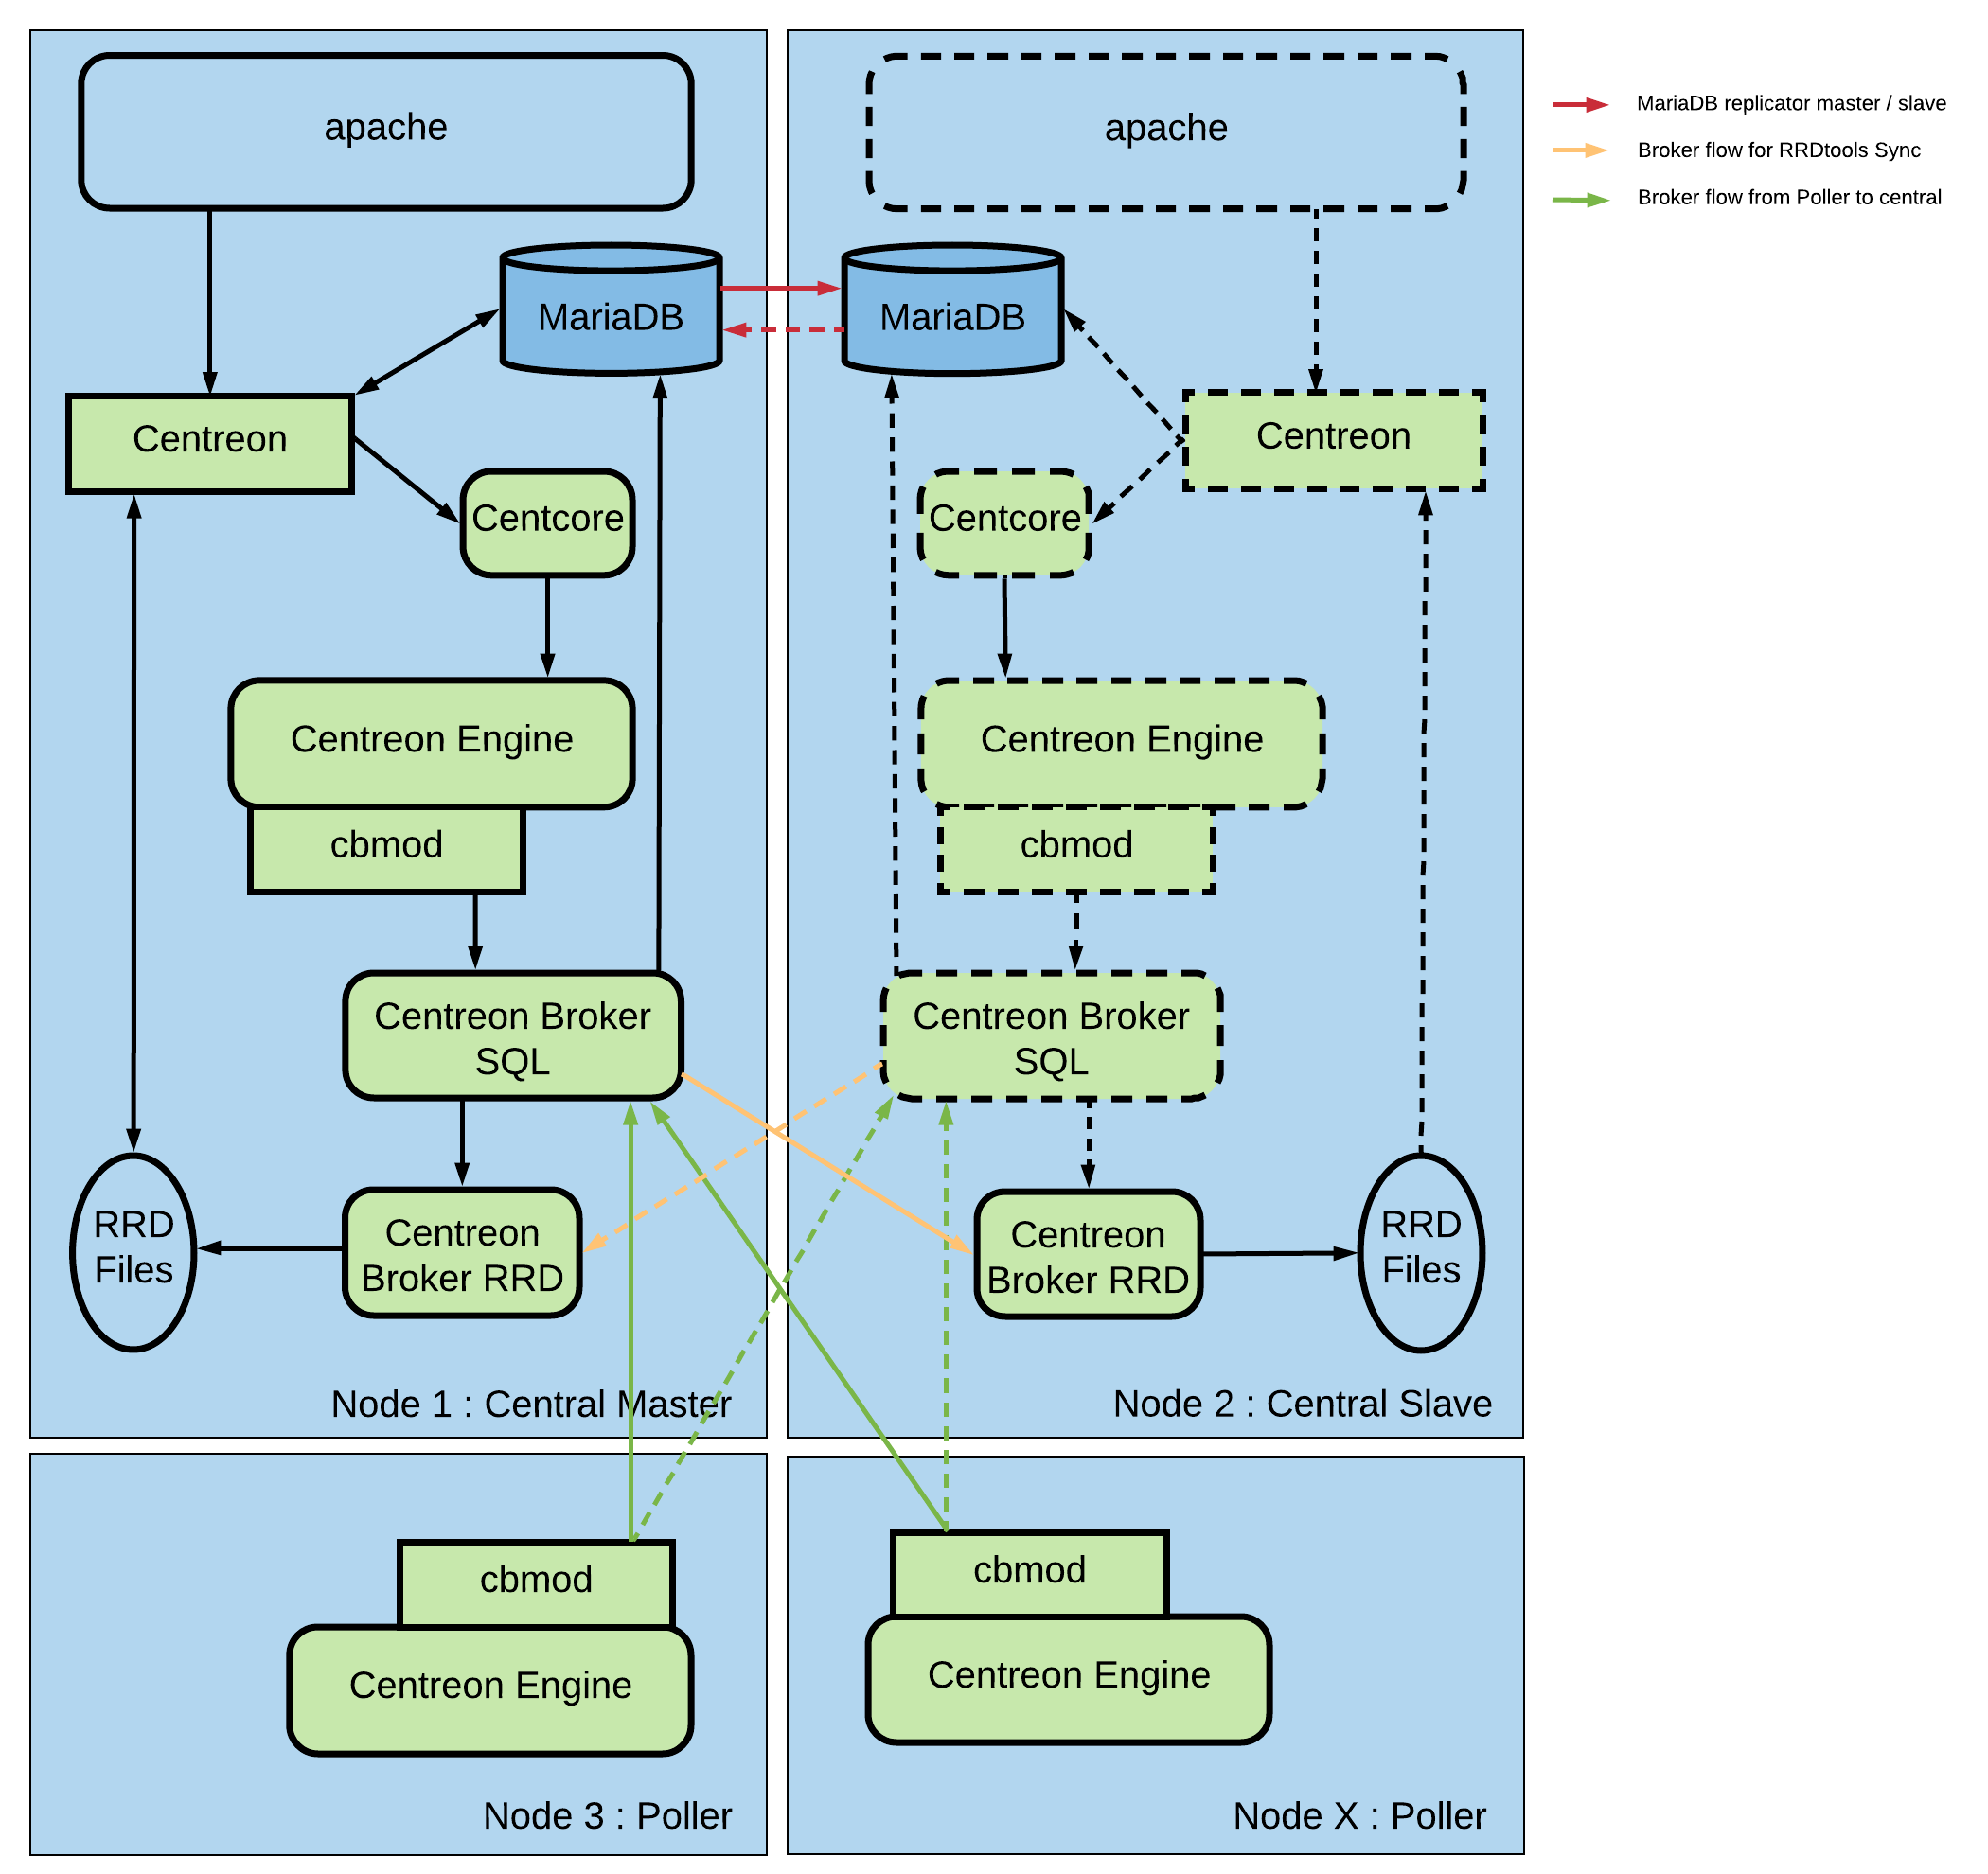 apache
MariaDB
Centreon
Centcore
Centreon Engine
cbmod
Centreon Broker
SQL
RRD
Files
Centreon
Broker RRD
Node 1 : Central Master
apache
MariaDB
Centreon
Centcore
Centreon Engine
cbmod
Centreon Broker
SQL
Centreon
Broker RRD
RRD
Files
Node 2 : Central Slave
MariaDB replicator master / slave
Broker flow for RRDtools Sync
Broker flow from Poller to central
cbmod
Centreon Engine
Node 3 : Poller
cbmod
Centreon Engine
Node X : Poller